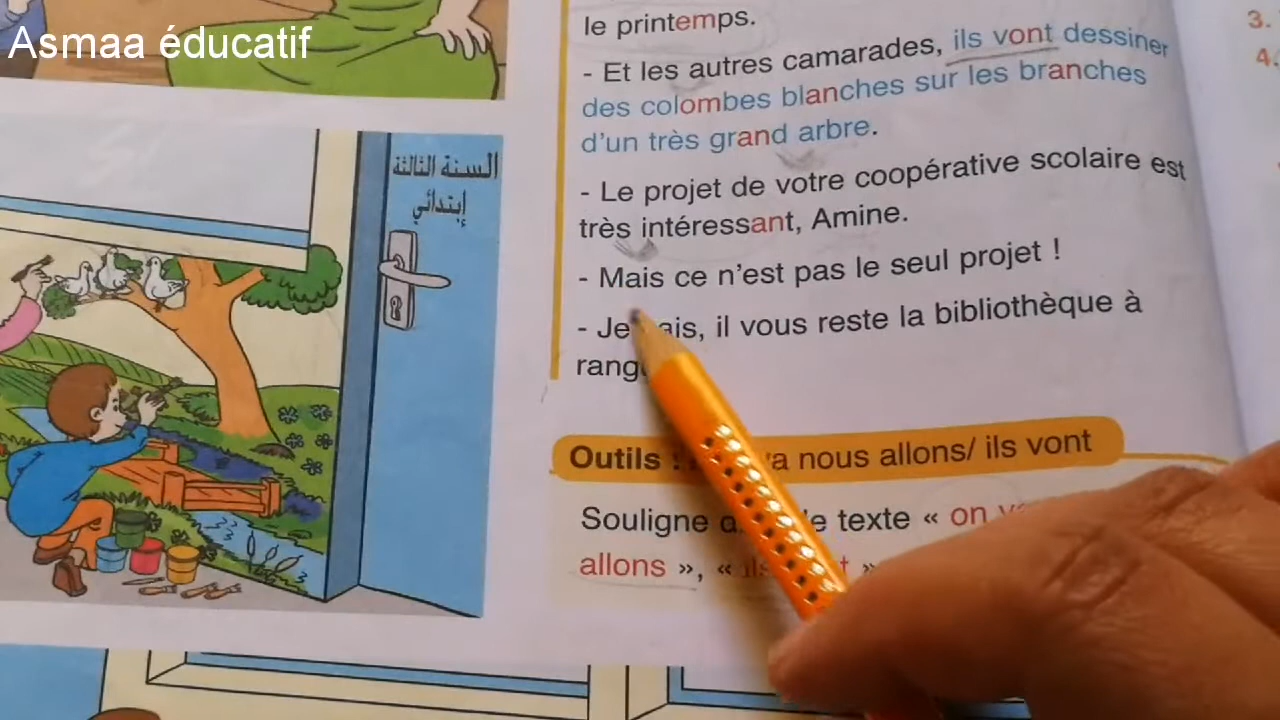 Asmaa éducatif
السنة الثالثة
إبتدائي
le printemps.
- Et les autres camarades, ils vont dessiner
des colombes blanches sur les branches
d'un très grand arbre.
- Le projet de votre coopérative scolaire est
très intéressant, Amine.
- Mais ce n'est pas le seul projet !
- Je ais, il vous reste la bibliothèque à
rang
Outils : a nous allons/ ils vont
Souligne texte « on
allons », « »
3.
4.